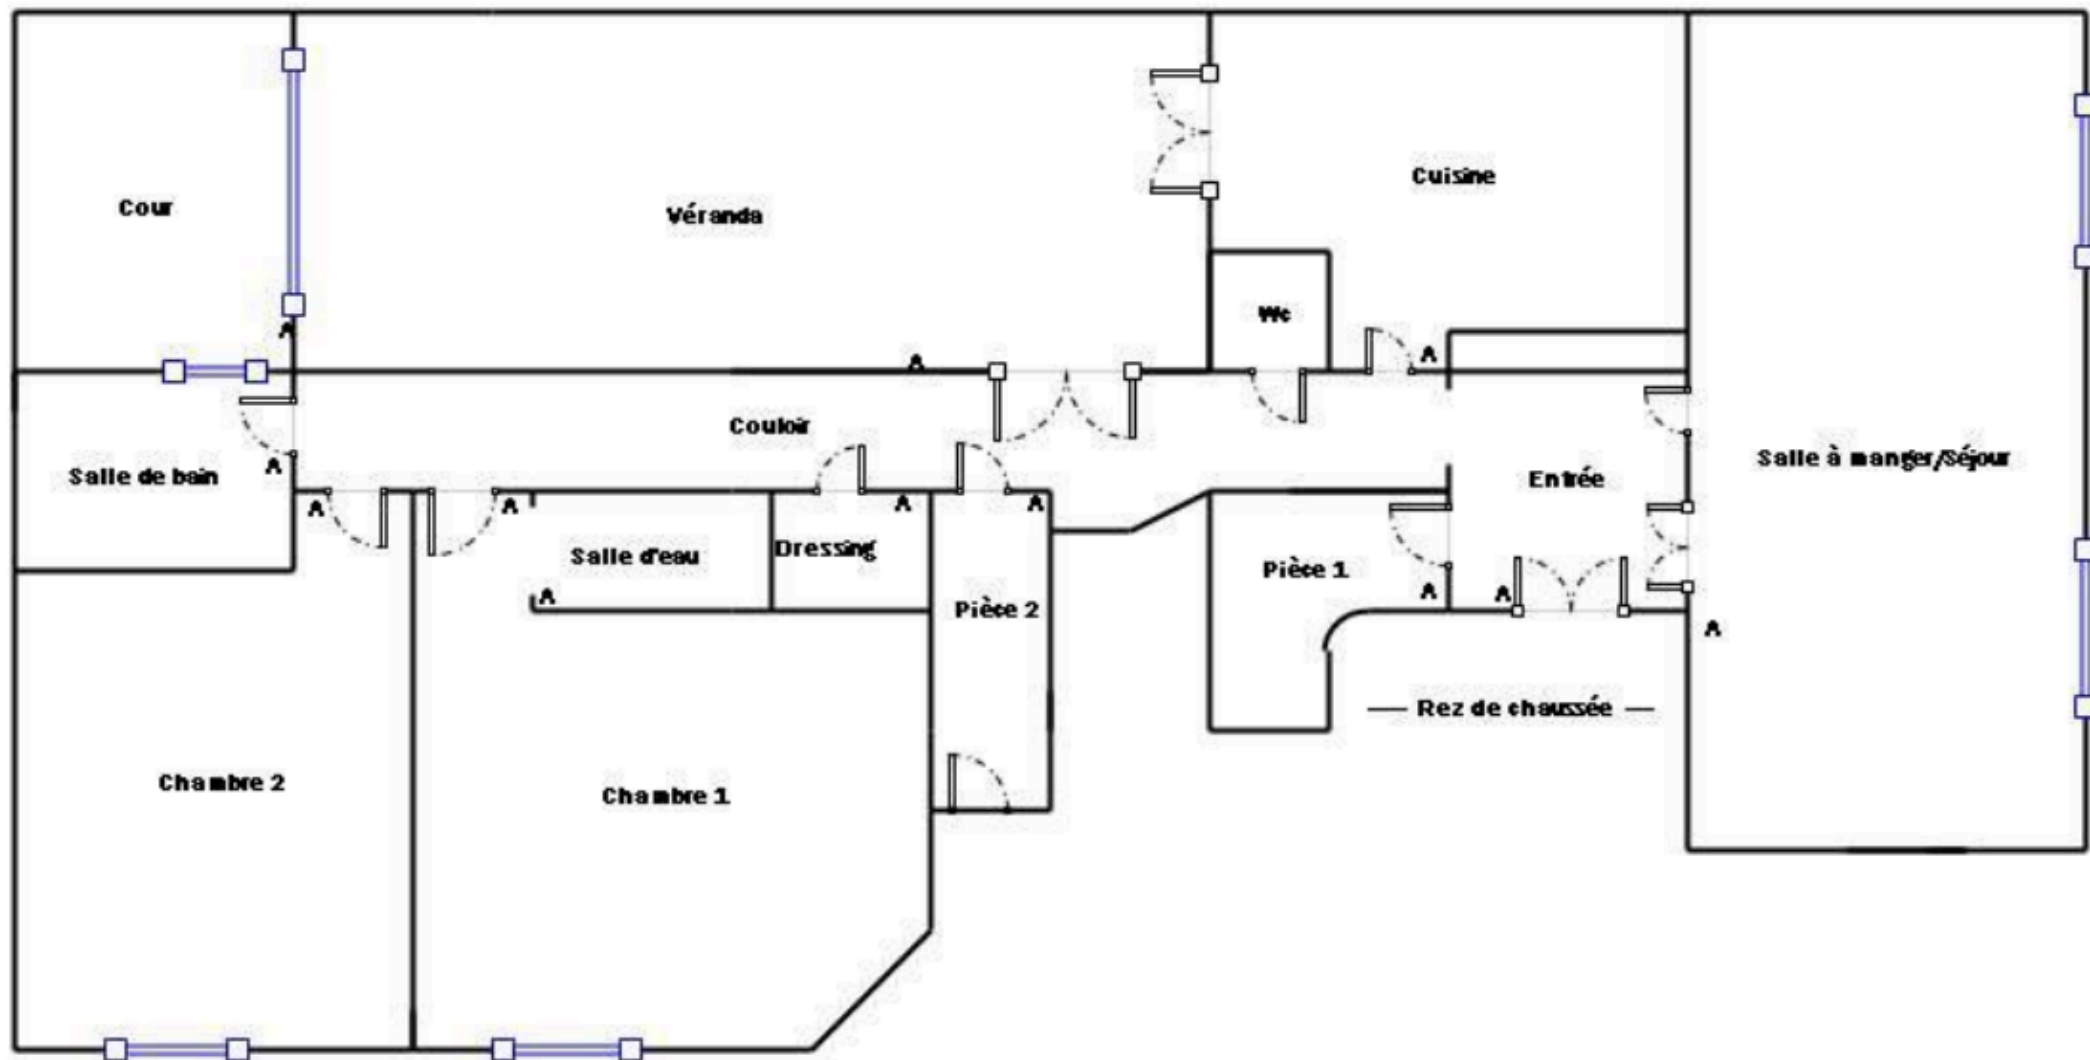 Cour
Véranda
Cuisine
Wc
A
A
A
Couloir
Salle de bain
A
Salle à manger/Séjour
Entrée
A
A
A
A
Salle d'eau
Dressing
Pièce 1
A
Pièce 2
A
A
A
Rez de chaussée
Chambre 2
Chambre 1